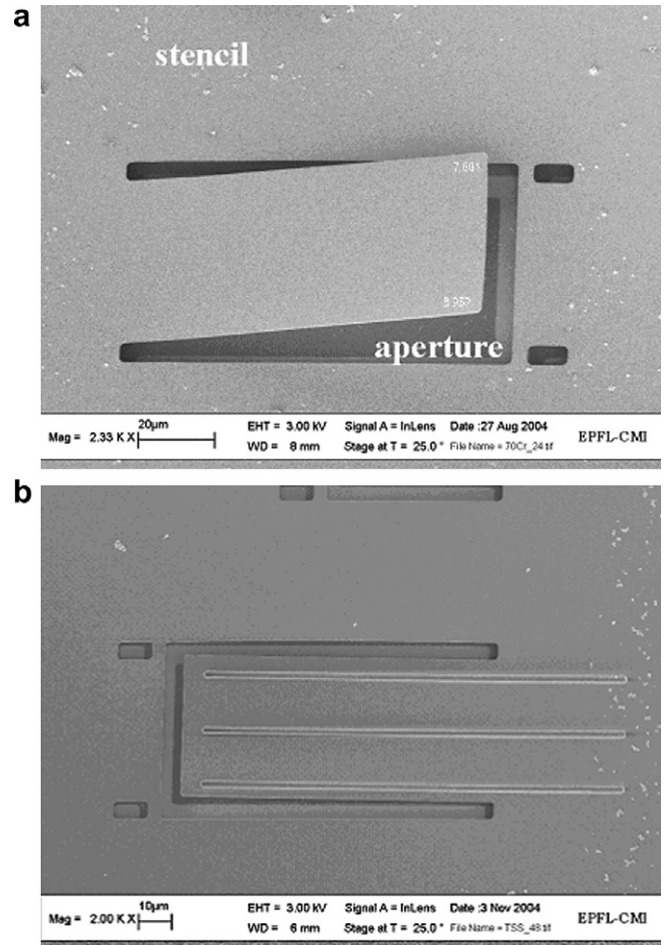 a
stencil
7.681
8.957
aperture
20µm
EHT = 3.00 kV Signal A = InLens Date :27 Aug 2004
Mag = 2.33 K X WD = 8 mm Stage at T = 25.0 ° File Name = 70Cr_24.tif EPFL-CMI
b
10µm
EHT = 3.00 kV Signal A = InLens Date :3 Nov 2004
Mag = 2.00 K X WD = 6 mm Stage at T = 25.0 ° File Name = TSS_48.tif EPFL-CMI